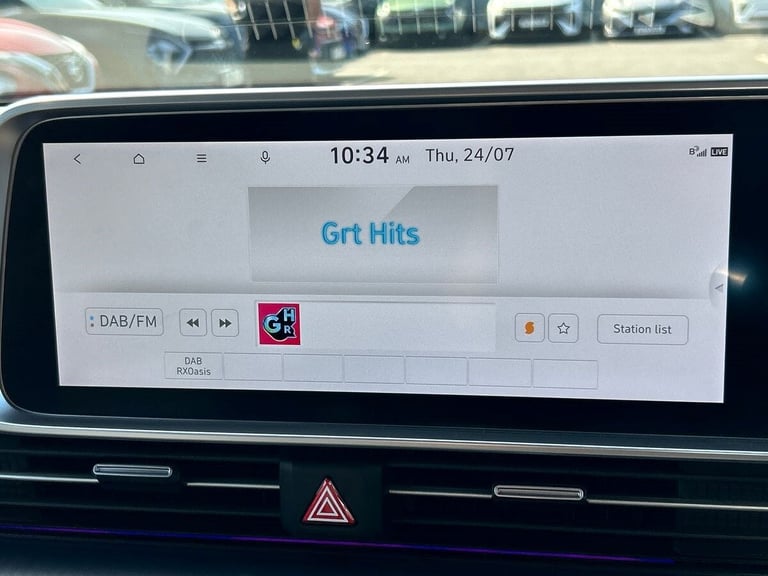 10:34 AM Thu, 24/07
B LIVE
Grt Hits
DAB/FM
GHR
Station list
DAB
RXOasis